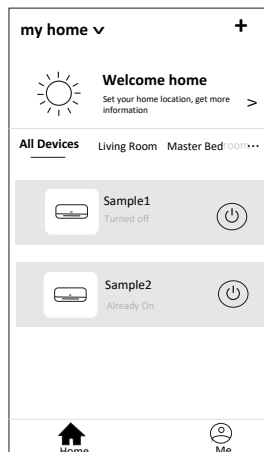 my home
+
Welcome home
Set your home location, get more
information
>
All Devices Living Room Master Bedroom ...
Sample1
Turned off
Sample2
Already On
Home Me